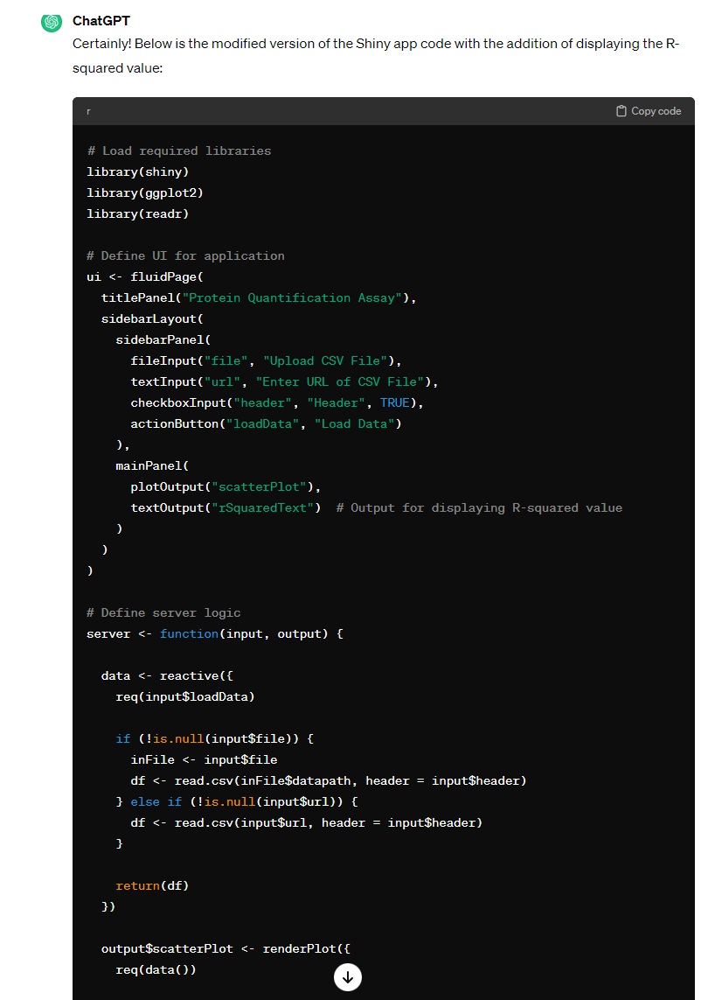 ChatGPT
Certainly! Below is the modified version of the Shiny app code with the addition of displaying the R-
squared value:
r
Copy code
# Load required libraries
library(shiny)
library(ggplot2)
library(readr)
# Define UI for application
ui <- fluidPage(
  titlePanel("Protein Quantification Assay"),
  sidebarLayout(
    sidebarPanel(
      fileInput("file", "Upload CSV File"),
      textInput("url", "Enter URL of CSV File"),
      checkboxInput("header", "Header", TRUE),
      actionButton("loadData", "Load Data")
    ),
    mainPanel(
      plotOutput("scatterPlot"),
      textOutput("rSquaredText")  # Output for displaying R-squared value
    )
  )
)
# Define server logic
server <- function(input, output) {
  data <- reactive({
    req(input$loadData)
    if (!is.null(input$file)) {
      inFile <- input$file
      df <- read.csv(inFile$datapath, header = input$header)
    } else if (!is.null(input$url)) {
      df <- read.csv(input$url, header = input$header)
    }
    return(df)
  })
  output$scatterPlot <- renderPlot({
    req(data())